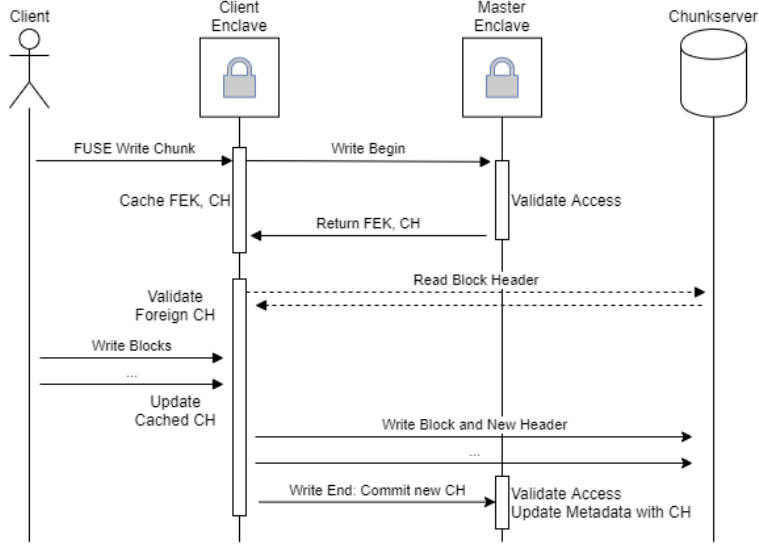 Client
Client
Enclave
Master
Enclave
Chunkserver
FUSE Write Chunk
Write Begin
Cache FEK, CH
Validate Access
Return FEK, CH
Read Block Header
Validate
Foreign CH
Write Blocks
...
Update
Cached CH
Write Block and New Header
...
Write End: Commit new CH
Validate Access
Update Metadata with CH